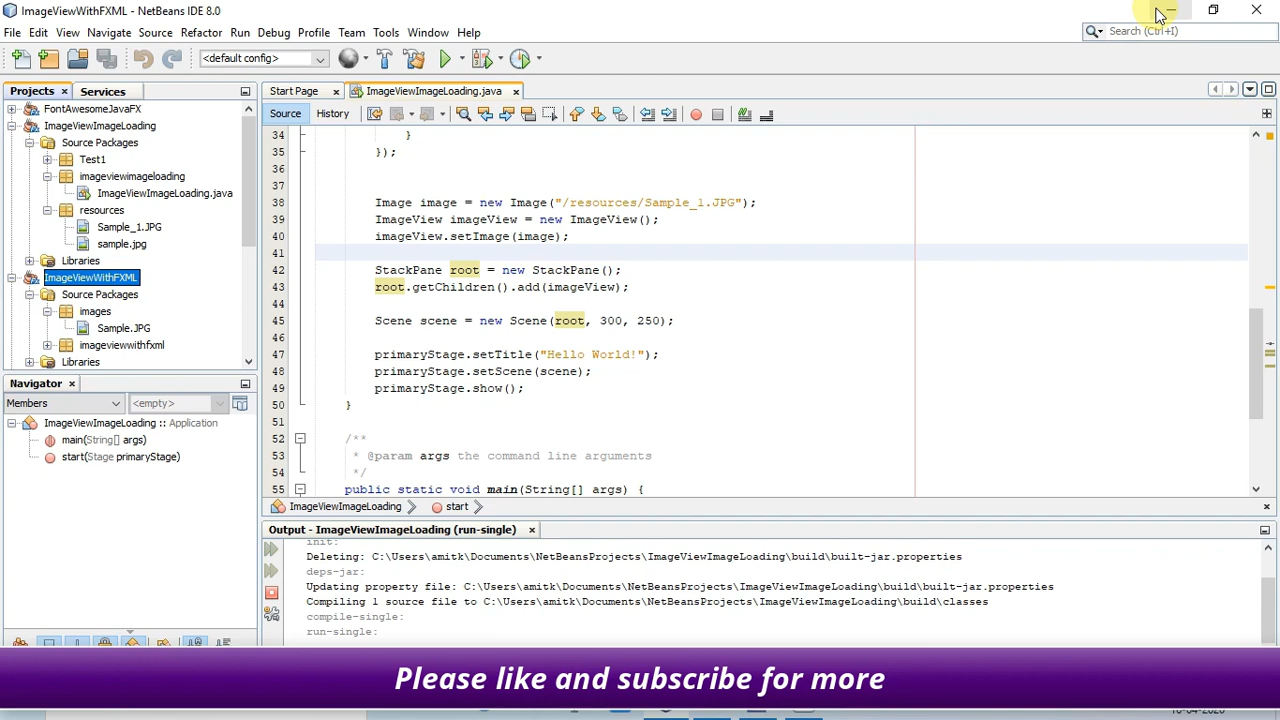 ImageViewWithFXML - NetBeans IDE 8.0
File Edit View Navigate Source Refactor Run Debug Profile Team Tools Window Help
Search (Ctrl+I)
<default config>
Projects Services
Start Page ImageViewImageLoading.java
Source History
FontAwesomeJavaFX
ImageViewImageLoading
Source Packages
Test1
imageviewimageloading
ImageViewImageLoading.java
resources
Sample_1.JPG
sample.jpg
Libraries
ImageViewWithFXML
Source Packages
images
Sample.JPG
imageviewwithfxml
Libraries
34 }
35 });
36
37
38 Image image = new Image("/resources/Sample_1.JPG");
39 ImageView imageView = new ImageView();
40 imageView.setImage(image);
41
42 StackPane root = new StackPane();
43 root.getChildren().add(imageView);
44
45 Scene scene = new Scene(root, 300, 250);
46
47 primaryStage.setTitle("Hello World!");
48 primaryStage.setScene(scene);
49 primaryStage.show();
50 }
51
52 /**
53 * @param args the command line arguments
54 */
55 public static void main(String[] args) {
ImageViewImageLoading start
Navigator
Members <empty>
ImageViewImageLoading :: Application
main(String[] args)
start(Stage primaryStage)
Output - ImageViewImageLoading (run-single)
init:
Deleting: C:\Users\amitk\Documents\NetBeansProjects\ImageViewImageLoading\build\built-jar.properties
deps-jar:
Updating property file: C:\Users\amitk\Documents\NetBeansProjects\ImageViewImageLoading\build\built-jar.properties
Compiling 1 source file to C:\Users\amitk\Documents\NetBeansProjects\ImageViewImageLoading\build\classes
compile-single:
run-single:
Please like and subscribe for more